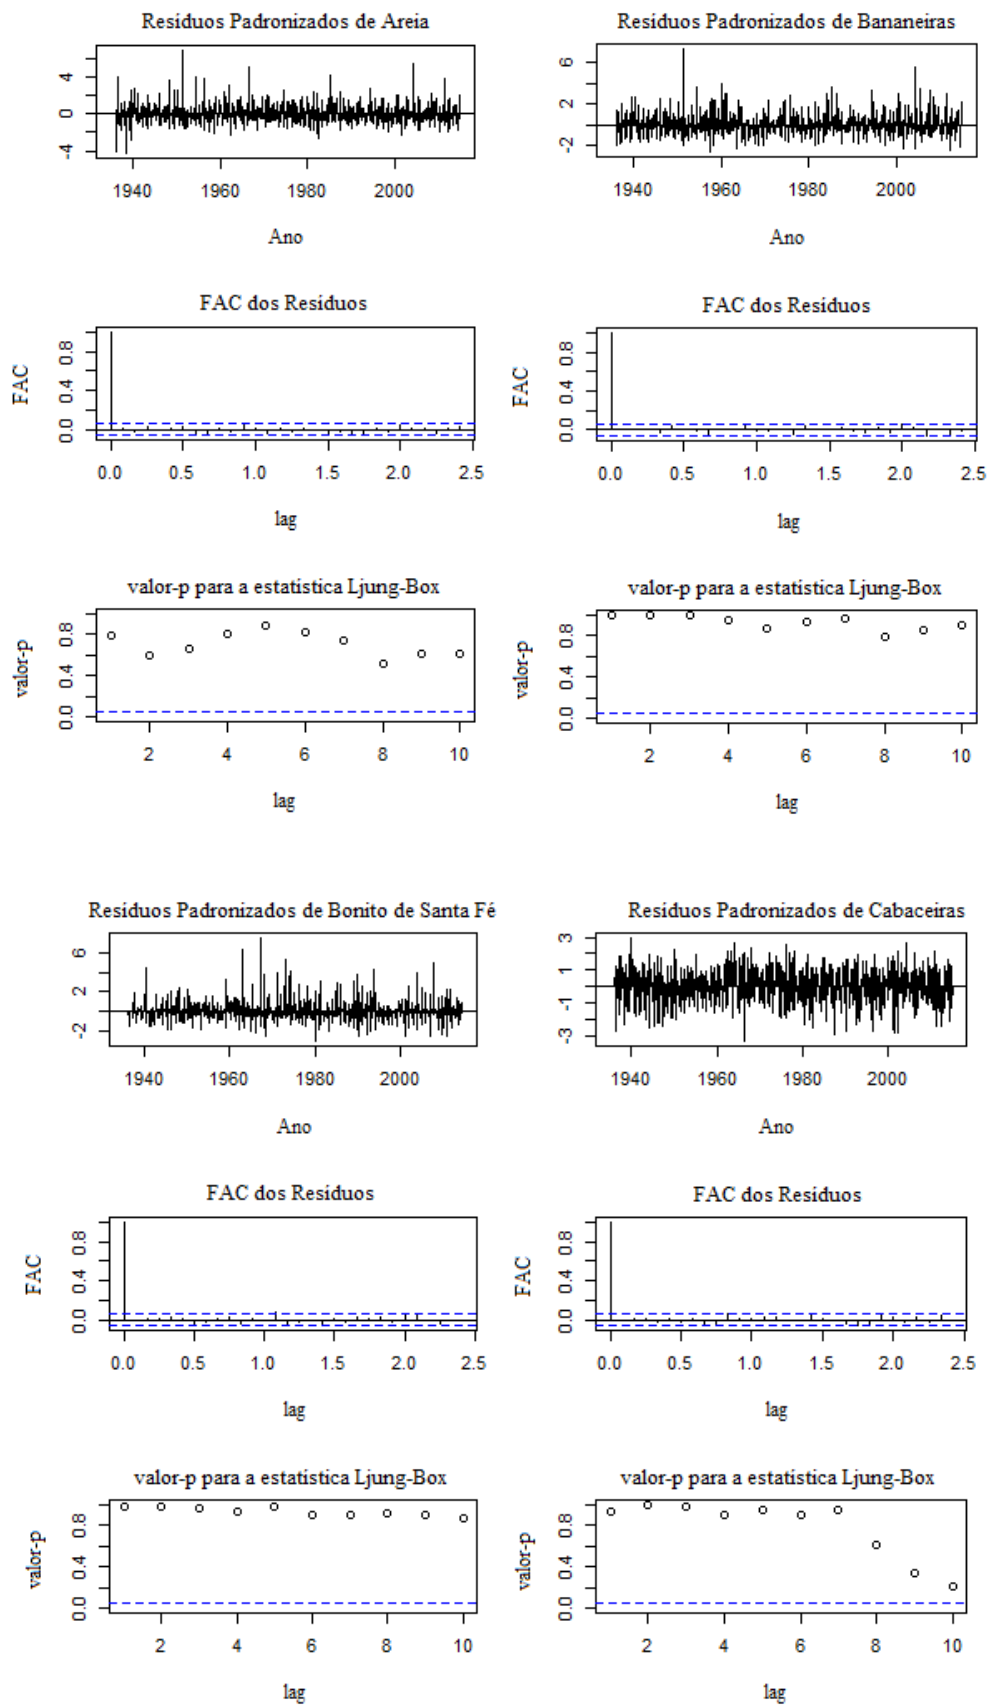 Resíduos Padronizados de Areia
4
0
-4
1940 1960 1980 2000
Ano
Resíduos Padronizados de Bananeiras
6
2
-2
1940 1960 1980 2000
Ano
FAC dos Resíduos
FAC
0.8
0.4
0.0
0.0 0.5 1.0 1.5 2.0 2.5
lag
FAC dos Resíduos
FAC
0.8
0.4
0.0
0.0 0.5 1.0 1.5 2.0 2.5
lag
valor-p para a estatística Ljung-Box
valor-p
0.8
0.4
0.0
2 4 6 8 10
lag
valor-p para a estatística Ljung-Box
valor-p
0.8
0.4
0.0
2 4 6 8 10
lag
Resíduos Padronizados de Bonito de Santa Fé
6
2
-2
1940 1960 1980 2000
Ano
Resíduos Padronizados de Cabaceiras
3
1
-1
-3
1940 1960 1980 2000
Ano
FAC dos Resíduos
FAC
0.8
0.4
0.0
0.0 0.5 1.0 1.5 2.0 2.5
lag
FAC dos Resíduos
FAC
0.8
0.4
0.0
0.0 0.5 1.0 1.5 2.0 2.5
lag
valor-p para a estatística Ljung-Box
valor-p
0.8
0.4
0.0
2 4 6 8 10
lag
valor-p para a estatística Ljung-Box
valor-p
0.8
0.4
0.0
2 4 6 8 10
lag